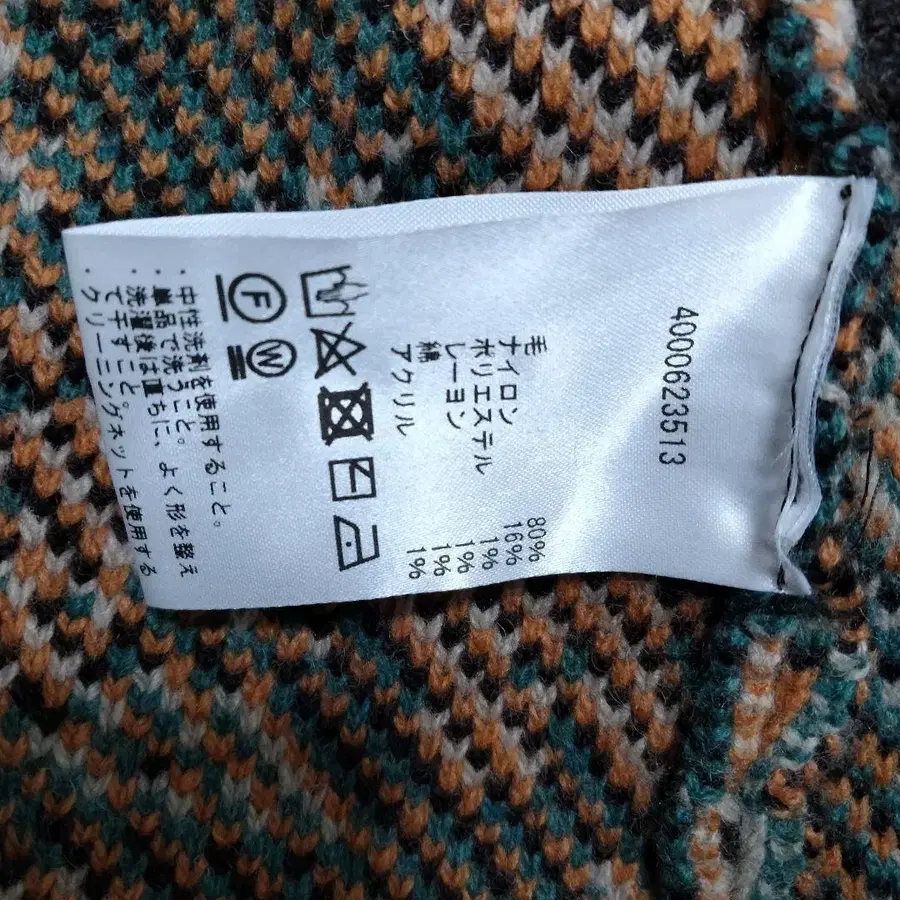 4000623513
毛 80%
ナイロン 16%
ポリエステル 1%
レーヨン 1%
綿 1%
アクリル 1%
F W
・中性洗剤を使用すること。
・単品で洗うこと。
・洗濯後は直ちに、よく形を整え
て干すこと。
・クリーニングネットを使用する